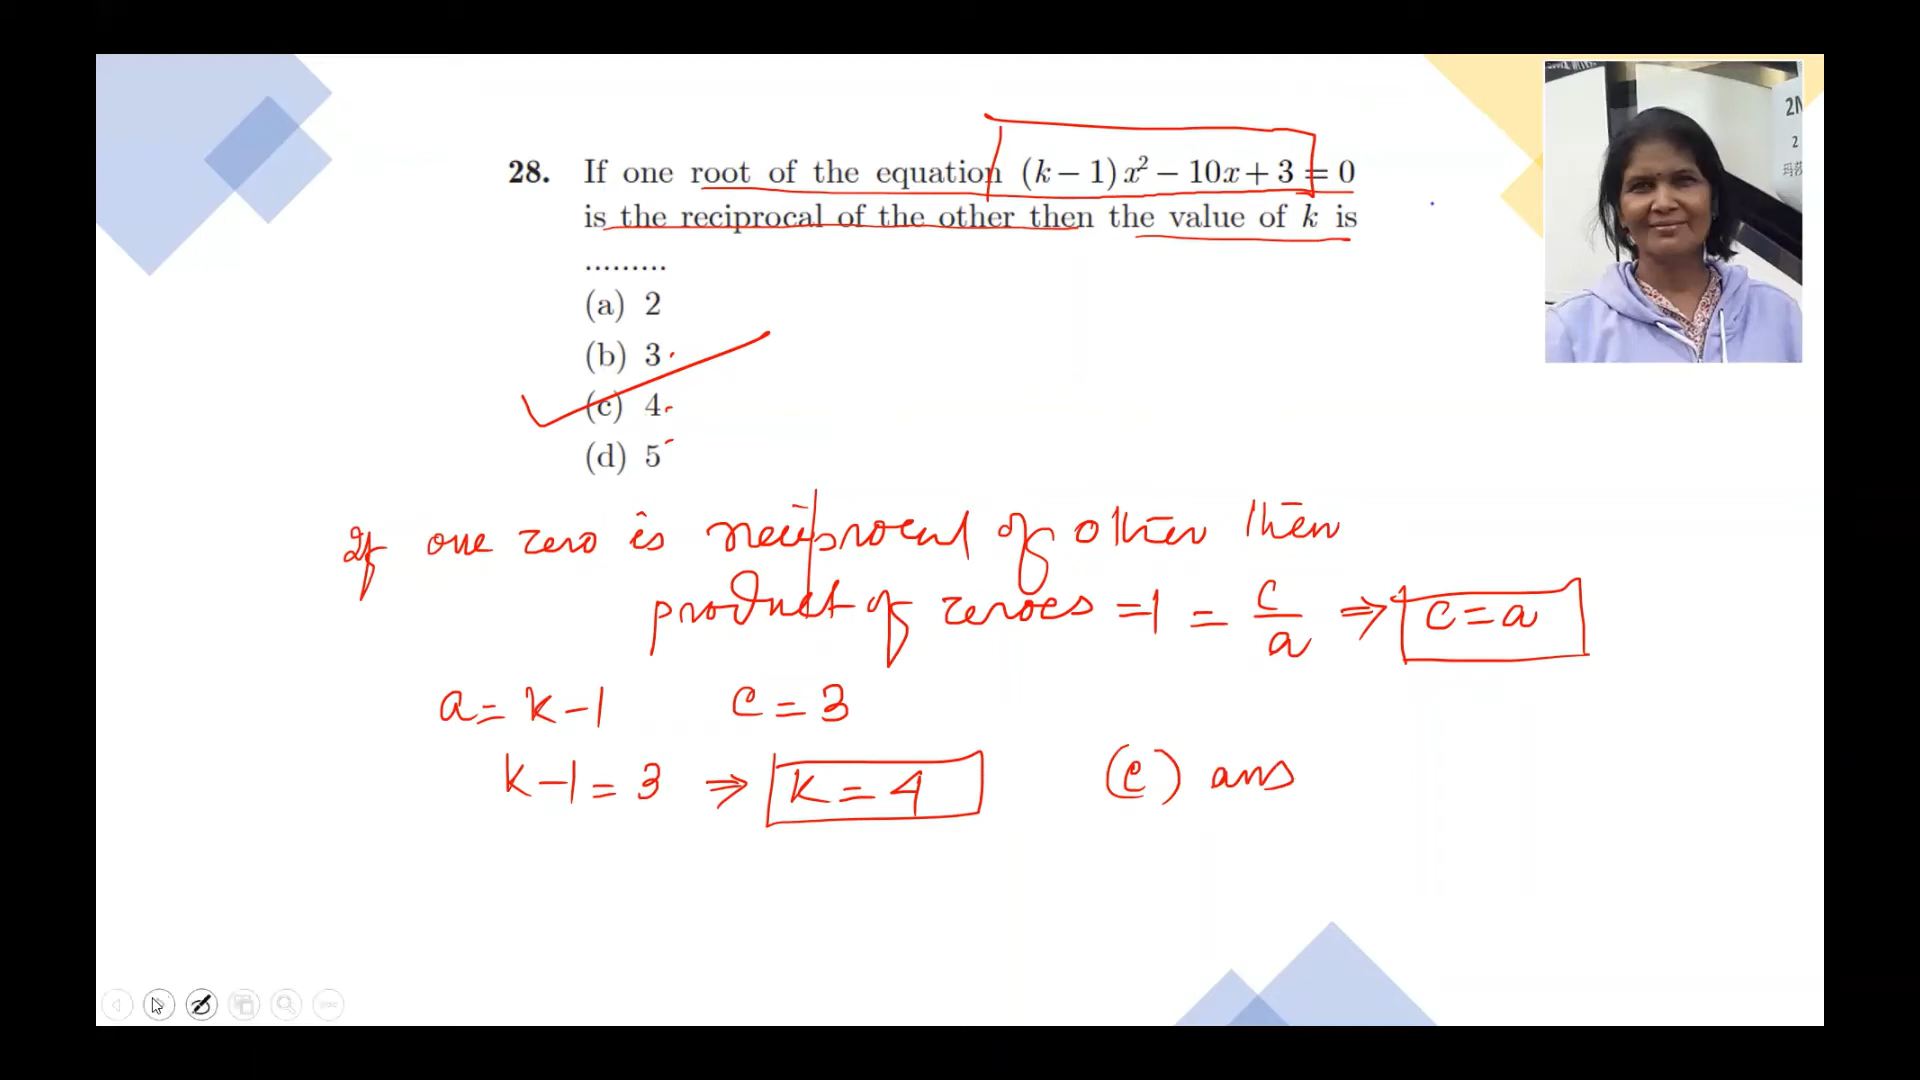 28. If one root of the equation (k − 1) x² − 10x + 3 = 0
is the reciprocal of the other then the value of k is
.........
(a) 2
(b) 3
(c) 4
(d) 5
If one zero is reciprocal of other then
product of zeroes = 1 = c/a ⇒ c = a
a = k − 1 c = 3
k − 1 = 3 ⇒ k = 4 (c) ans
2
2